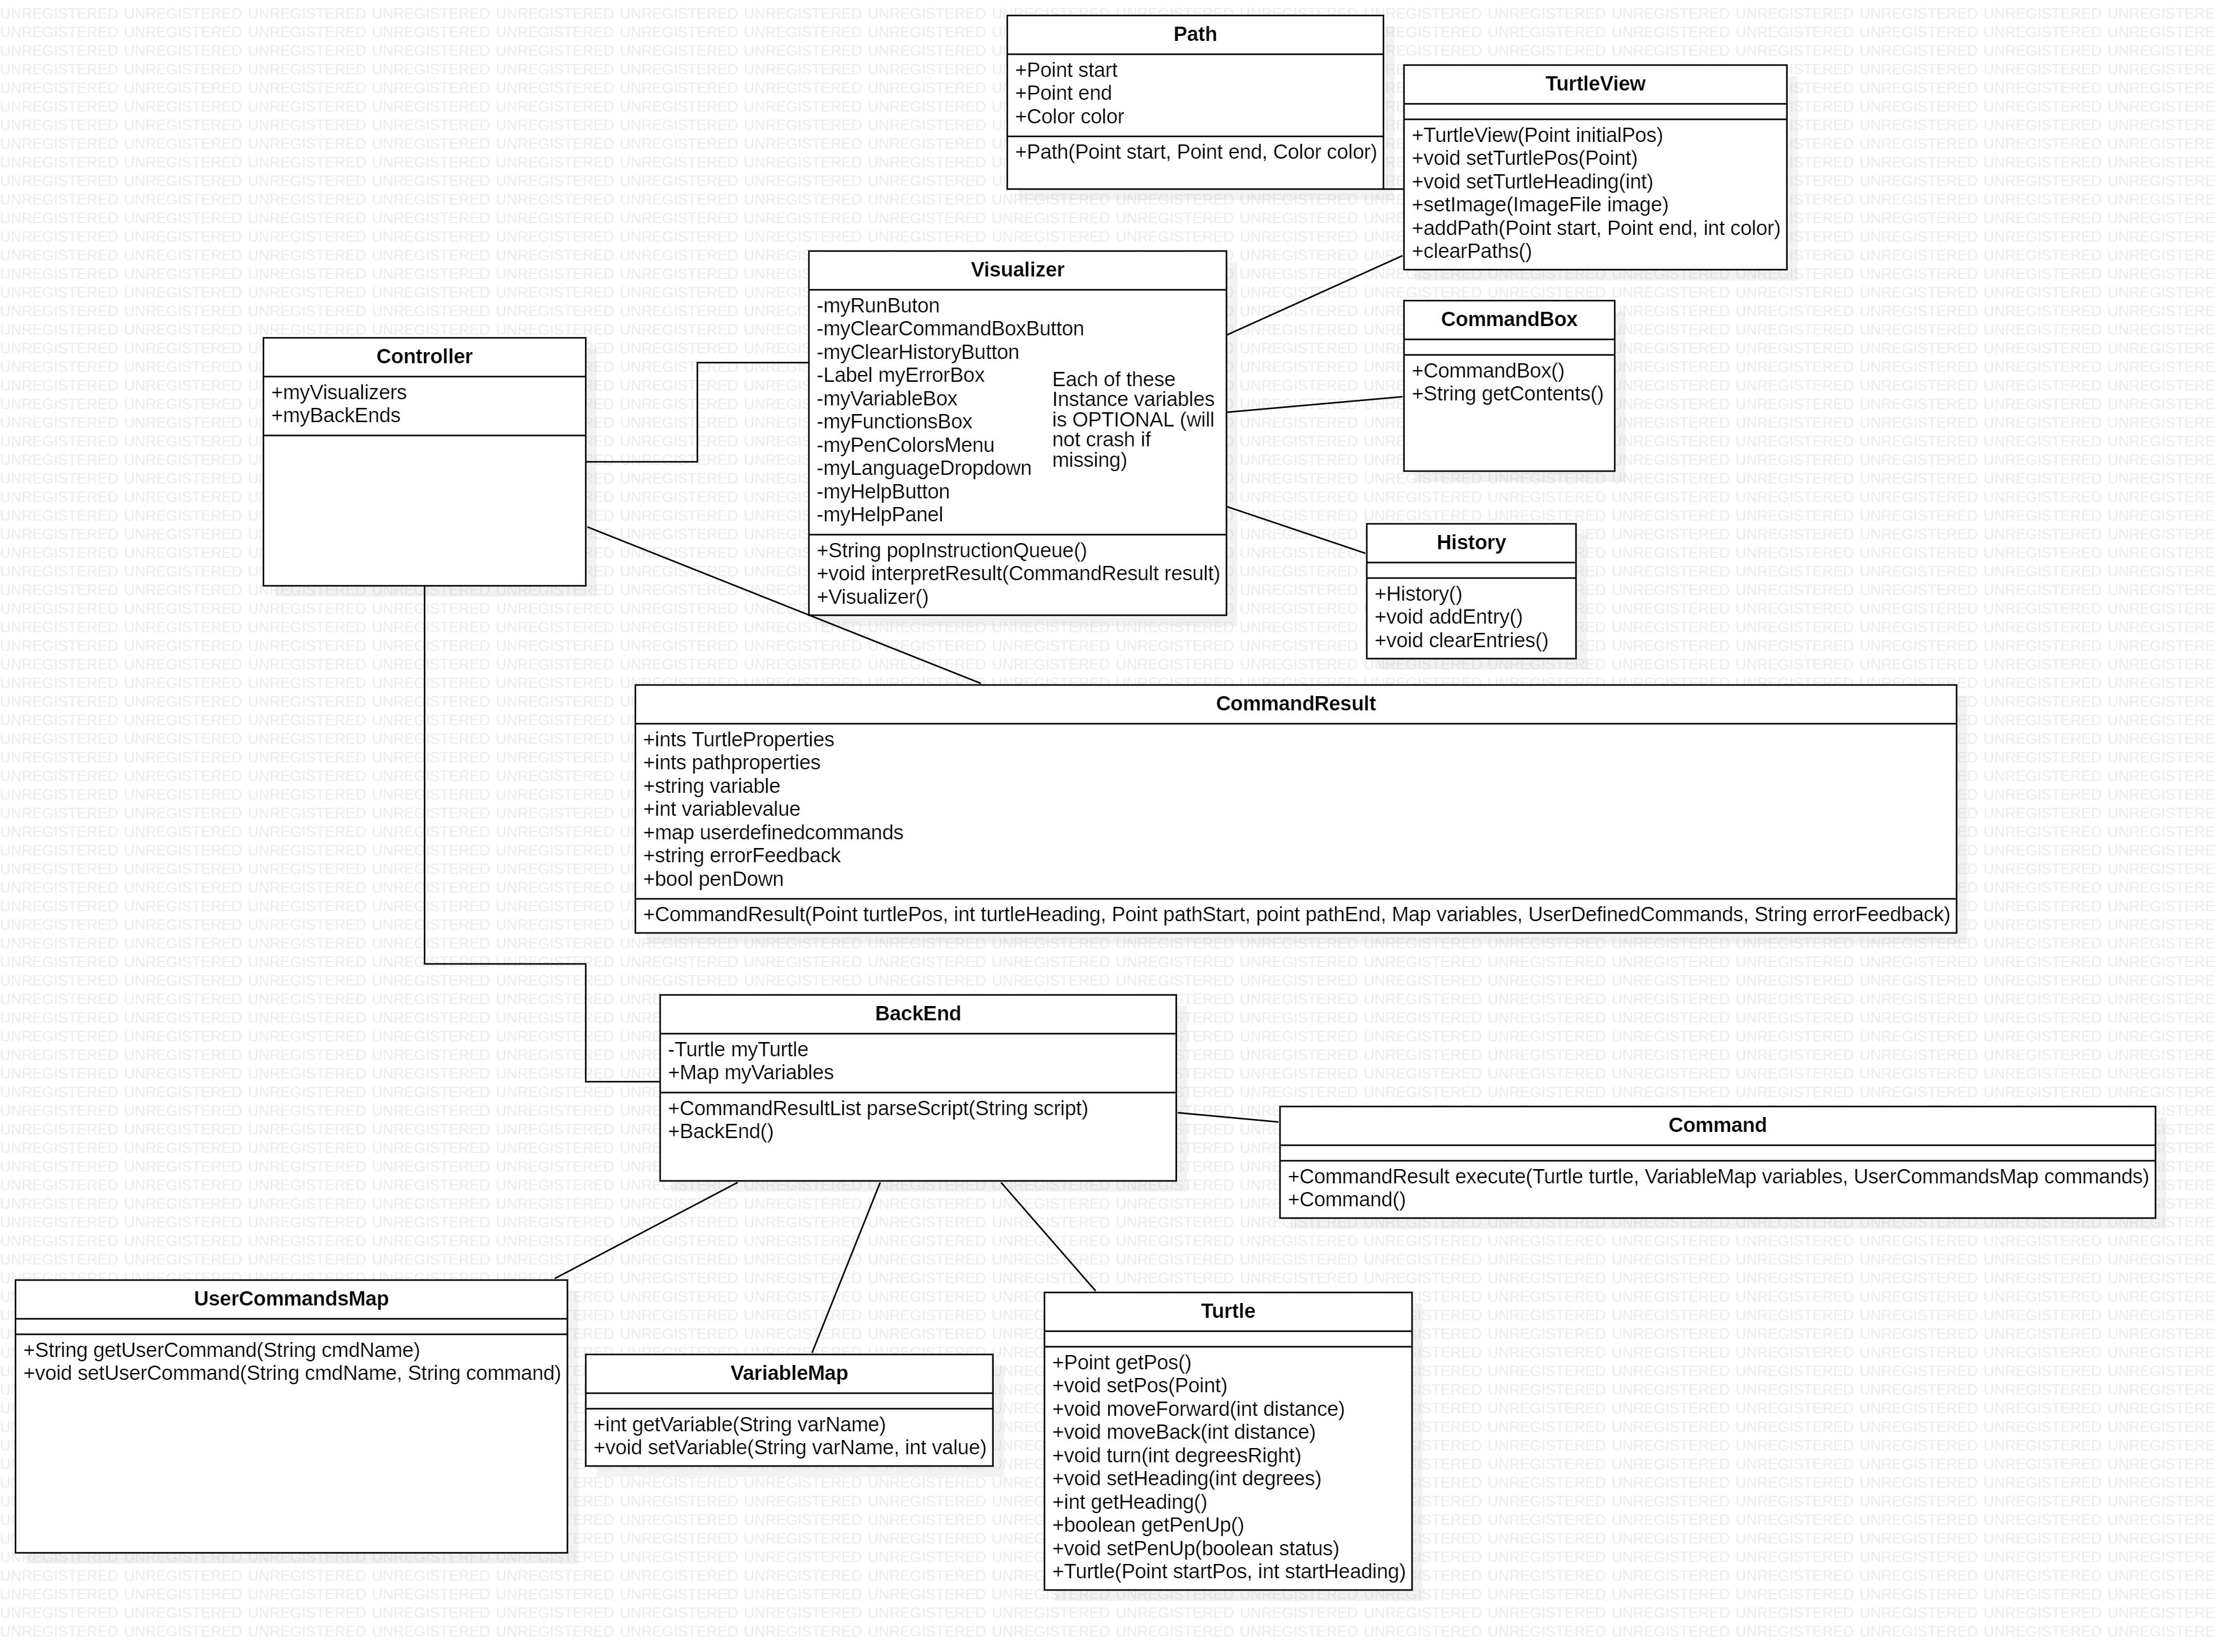 Path
+Point start
+Point end
+Color color
+Path(Point start, Point end, Color color)
TurtleView
+TurtleView(Point initialPos)
+void setTurtlePos(Point)
+void setTurtleHeading(int)
+setImage(ImageFile image)
+addPath(Point start, Point end, int color)
+clearPaths()
Visualizer
-myRunButon
-myClearCommandBoxButton
-myClearHistoryButton
-Label myErrorBox
-myVariableBox
-myFunctionsBox
-myPenColorsMenu
-myLanguageDropdown
-myHelpButton
-myHelpPanel
Each of these
Instance variables
is OPTIONAL (will
not crash if
missing)
+String popInstructionQueue()
+void interpretResult(CommandResult result)
+Visualizer()
CommandBox
+CommandBox()
+String getContents()
Controller
+myVisualizers
+myBackEnds
History
+History()
+void addEntry()
+void clearEntries()
CommandResult
+ints TurtleProperties
+ints pathproperties
+string variable
+int variablevalue
+map userdefinedcommands
+string errorFeedback
+bool penDown
+CommandResult(Point turtlePos, int turtleHeading, Point pathStart, point pathEnd, Map variables, UserDefinedCommands, String errorFeedback)
BackEnd
-Turtle myTurtle
+Map myVariables
+CommandResultList parseScript(String script)
+BackEnd()
Command
+CommandResult execute(Turtle turtle, VariableMap variables, UserCommandsMap commands)
+Command()
UserCommandsMap
+String getUserCommand(String cmdName)
+void setUserCommand(String cmdName, String command)
VariableMap
+int getVariable(String varName)
+void setVariable(String varName, int value)
Turtle
+Point getPos()
+void setPos(Point)
+void moveForward(int distance)
+void moveBack(int distance)
+void turn(int degreesRight)
+void setHeading(int degrees)
+int getHeading()
+boolean getPenUp()
+void setPenUp(boolean status)
+Turtle(Point startPos, int startHeading)